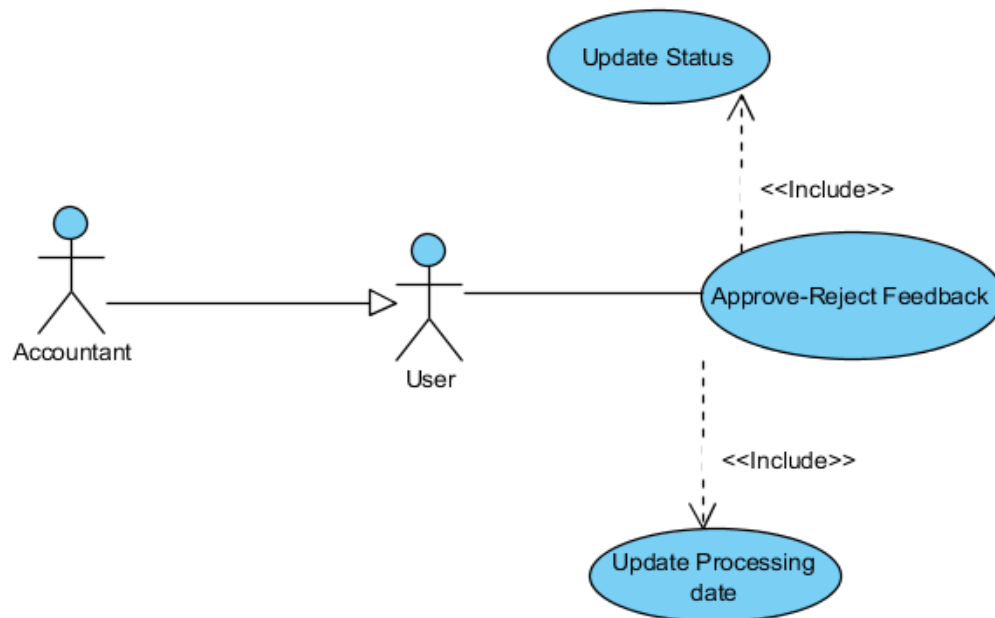 Update Status
<<Include>>
Approve-Reject Feedback
Accountant
User
<<Include>>
Update Processing
date